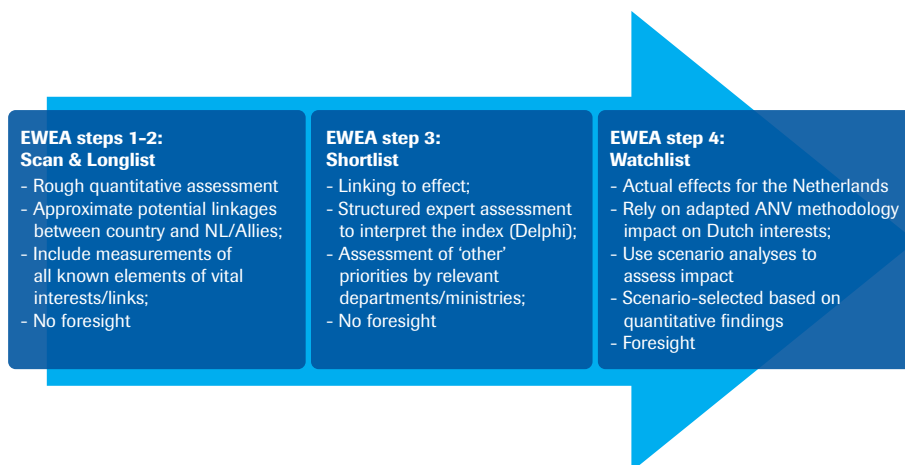 EWEA steps 1-2:
Scan & Longlist
- Rough quantitative assessment
- Approximate potential linkages
between country and NL/Allies;
- Include measurements of
all known elements of vital
interests/links;
- No foresight
EWEA step 3:
Shortlist
- Linking to effect;
- Structured expert assessment
to interpret the index (Delphi);
- Assessment of ‘other’
priorities by relevant
departments/ministries;
- No foresight
EWEA step 4:
Watchlist
- Actual effects for the Netherlands
- Rely on adapted ANV methodology
impact on Dutch interests;
- Use scenario analyses to
assess impact
- Scenario-selected based on
quantitative findings
- Foresight